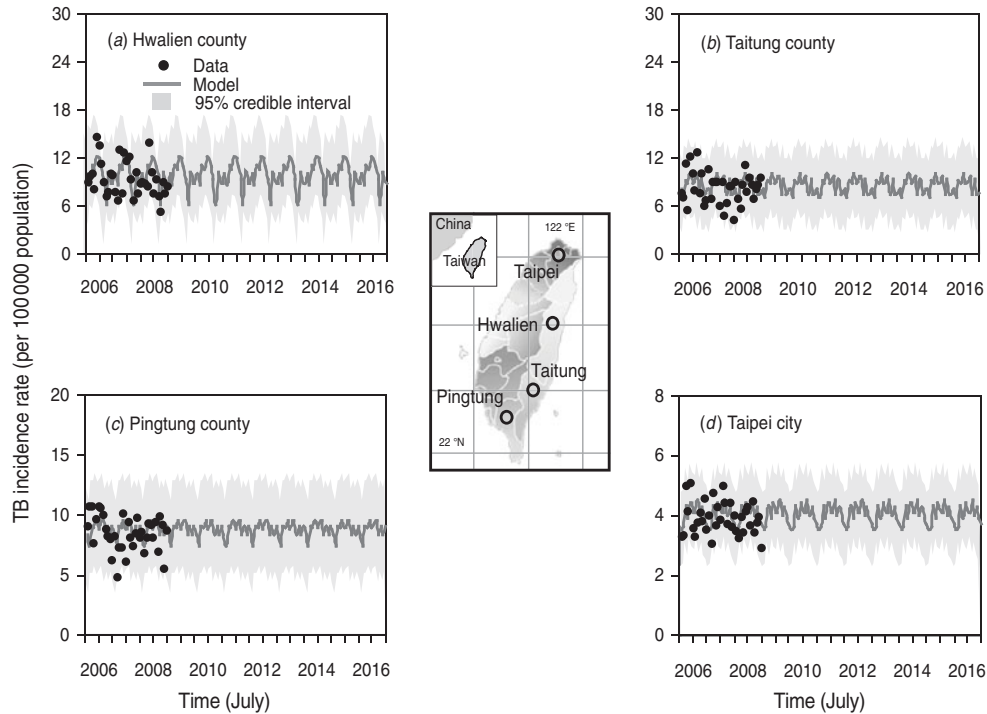 TB incidence rate (per 100 000 population)
30
24
18
12
6
0
(a) Hwalien county
Data
Model
95% credible interval
2006 2008 2010 2012 2014 2016
30
24
18
12
6
0
(b) Taitung county
2006 2008 2010 2012 2014 2016
China
Taiwan
122 °E
Taipei
Hwalien
Taitung
Pingtung
22 °N
20
15
10
5
0
(c) Pingtung county
2006 2008 2010 2012 2014 2016
Time (July)
8
6
4
2
0
(d) Taipei city
2006 2008 2010 2012 2014 2016
Time (July)